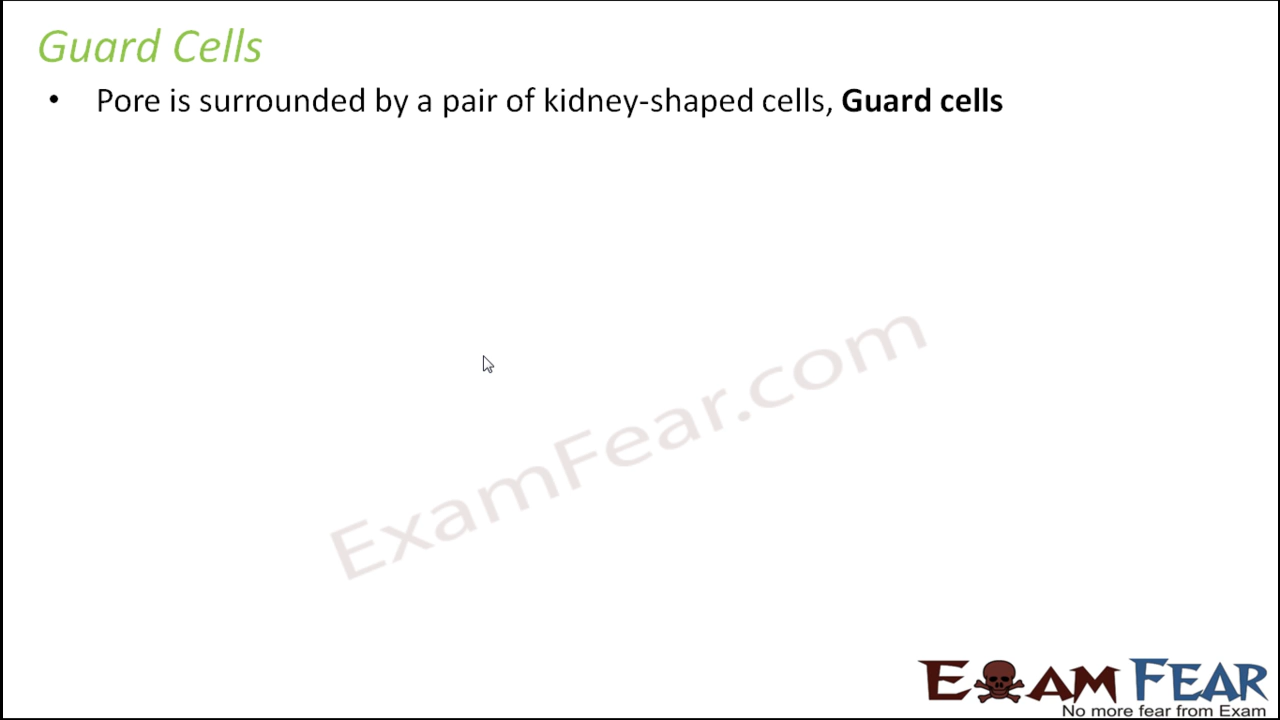 Guard Cells
• Pore is surrounded by a pair of kidney-shaped cells, Guard cells
ExamFear.com
EXAM FEAR
No more fear from Exam